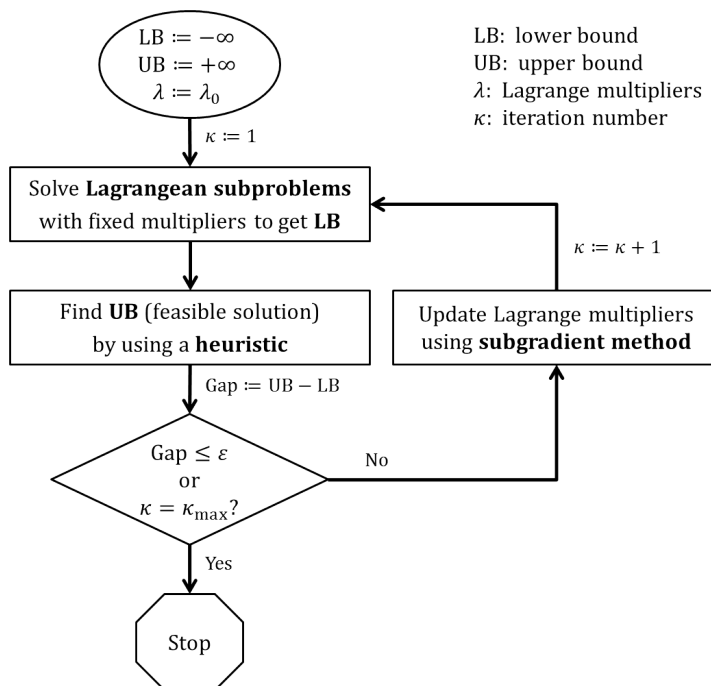 LB ≔ −∞
UB ≔ +∞
λ ≔ λ₀
LB: lower bound
UB: upper bound
λ: Lagrange multipliers
κ: iteration number
κ ≔ 1
Solve Lagrangean subproblems
with fixed multipliers to get LB
κ ≔ κ + 1
Find UB (feasible solution)
by using a heuristic
Update Lagrange multipliers
using subgradient method
Gap ≔ UB − LB
Gap ≤ ε
or
κ = κmax?
No
Yes
Stop